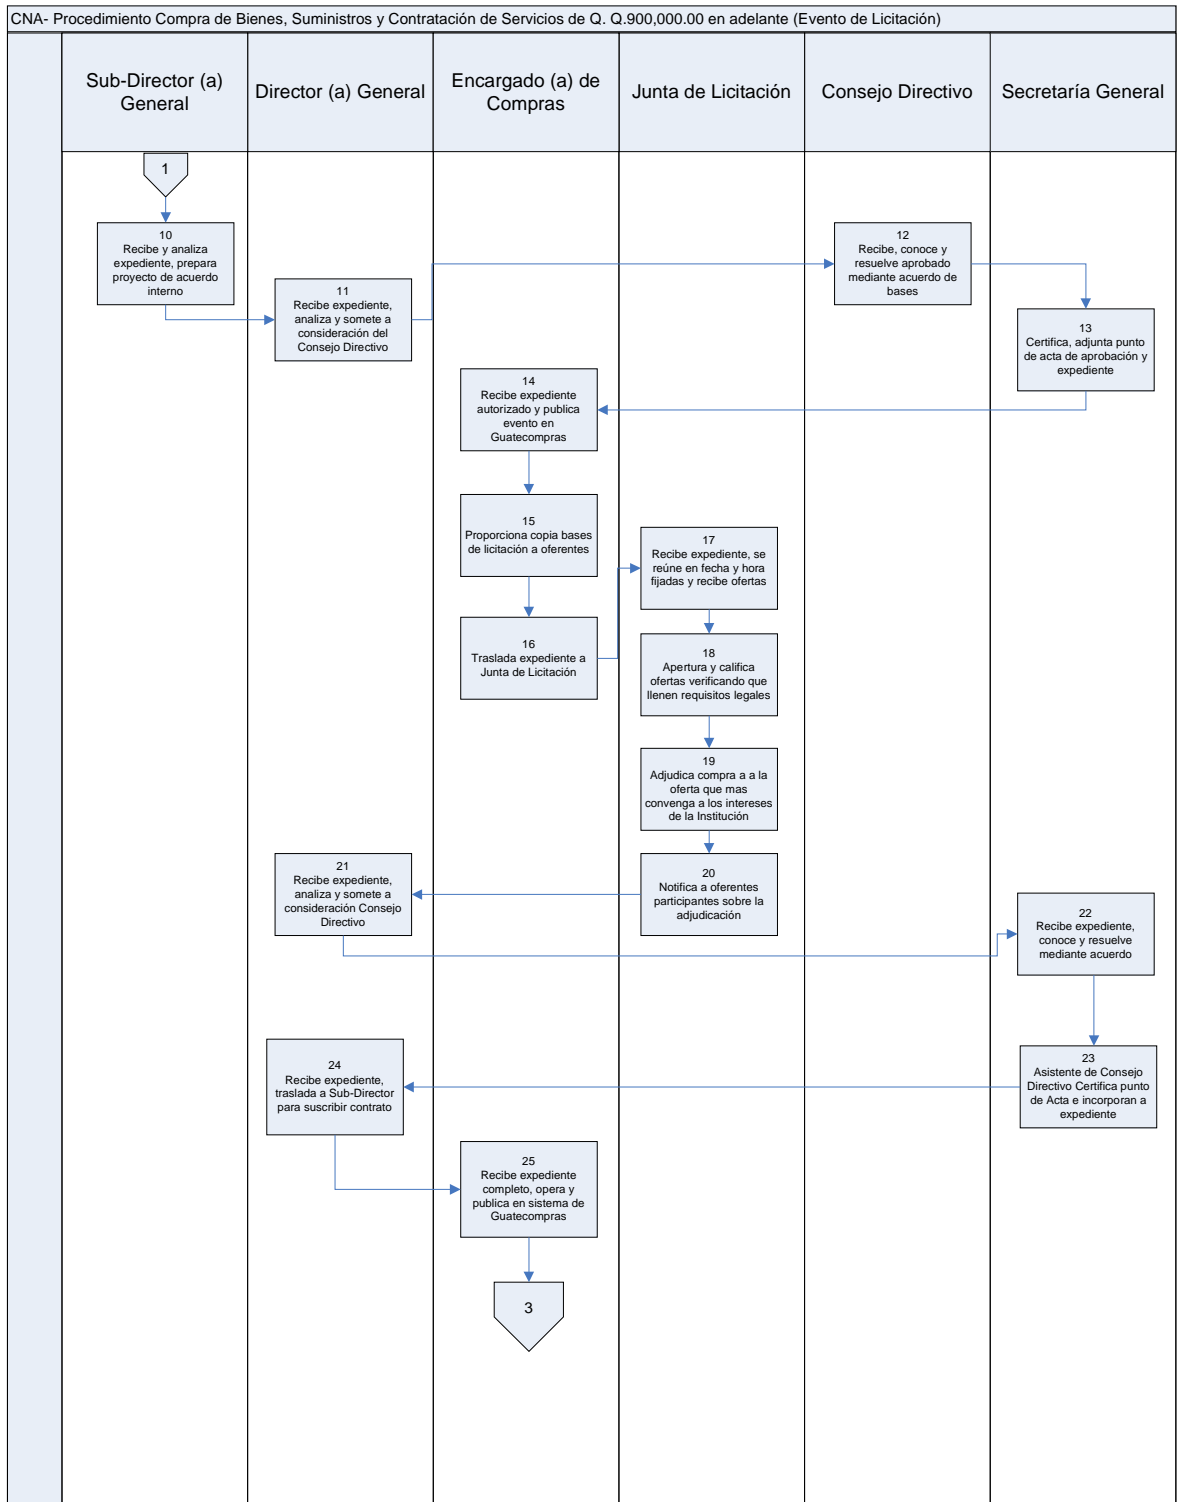 CNA- Procedimiento Compra de Bienes, Suministros y Contratación de Servicios de Q. Q.900,000.00 en adelante (Evento de Licitación)
Sub-Director (a)
General
Director (a) General
Encargado (a) de
Compras
Junta de Licitación
Consejo Directivo
Secretaría General
1
10
Recibe y analiza
expediente, prepara
proyecto de acuerdo
interno
11
Recibe expediente,
analiza y somete a
consideración del
Consejo Directivo
12
Recibe, conoce y
resuelve aprobado
mediante acuerdo de
bases
13
Certifica, adjunta punto
de acta de aprobación y
expediente
14
Recibe expediente
autorizado y publica
evento en
Guatecompras
15
Proporciona copia bases
de licitación a oferentes
16
Traslada expediente a
Junta de Licitación
17
Recibe expediente, se
reúne en fecha y hora
fijadas y recibe ofertas
18
Apertura y califica
ofertas verificando que
llenen requisitos legales
19
Adjudica compra a a la
oferta que mas
convenga a los intereses
de la Institución
20
Notifica a oferentes
participantes sobre la
adjudicación
21
Recibe expediente,
analiza y somete a
consideración Consejo
Directivo
22
Recibe expediente,
conoce y resuelve
mediante acuerdo
23
Asistente de Consejo
Directivo Certifica punto
de Acta e incorporan a
expediente
24
Recibe expediente,
traslada a Sub-Director
para suscribir contrato
25
Recibe expediente
completo, opera y
publica en sistema de
Guatecompras
3